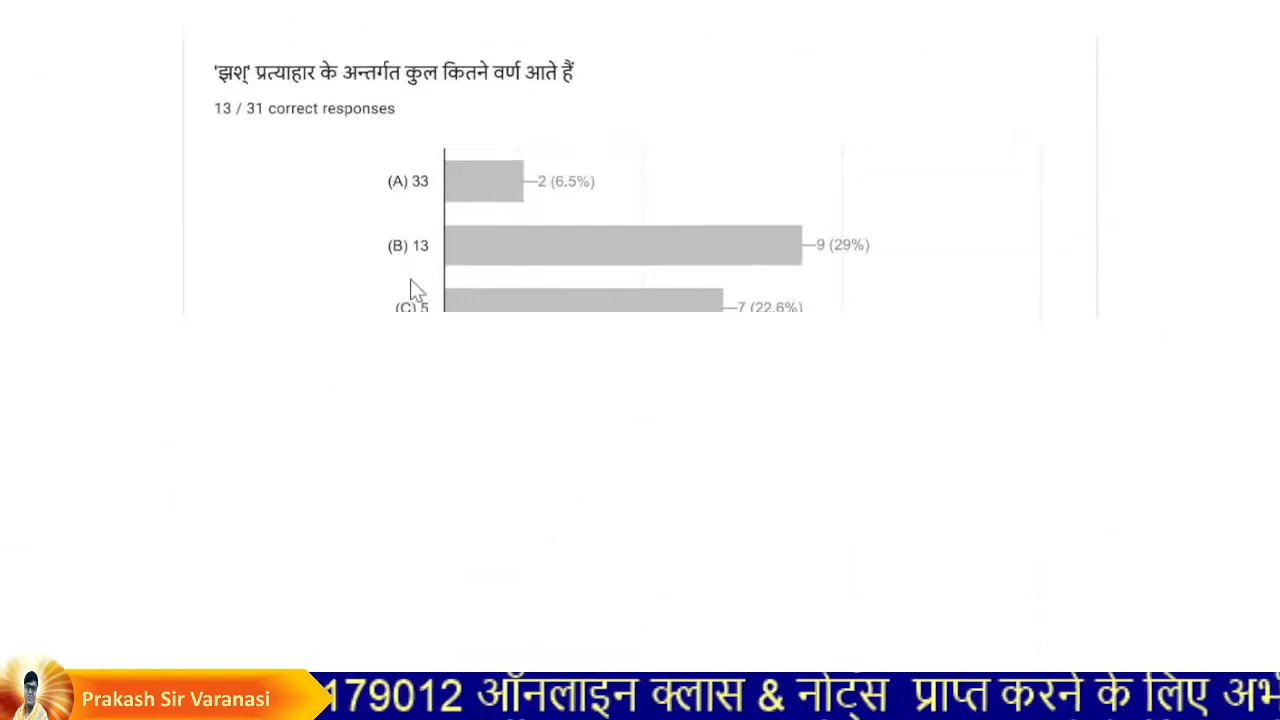 'झश्' प्रत्याहार के अन्तर्गत कुल कितने वर्ण आते हैं
13 / 31 correct responses
(A) 33
2 (6.5%)
(B) 13
9 (29%)
(C) 5
7 (22.6%)
Prakash Sir Varanasi
179012 ऑनलाइन क्लास & नोट्स प्राप्त करने के लिए